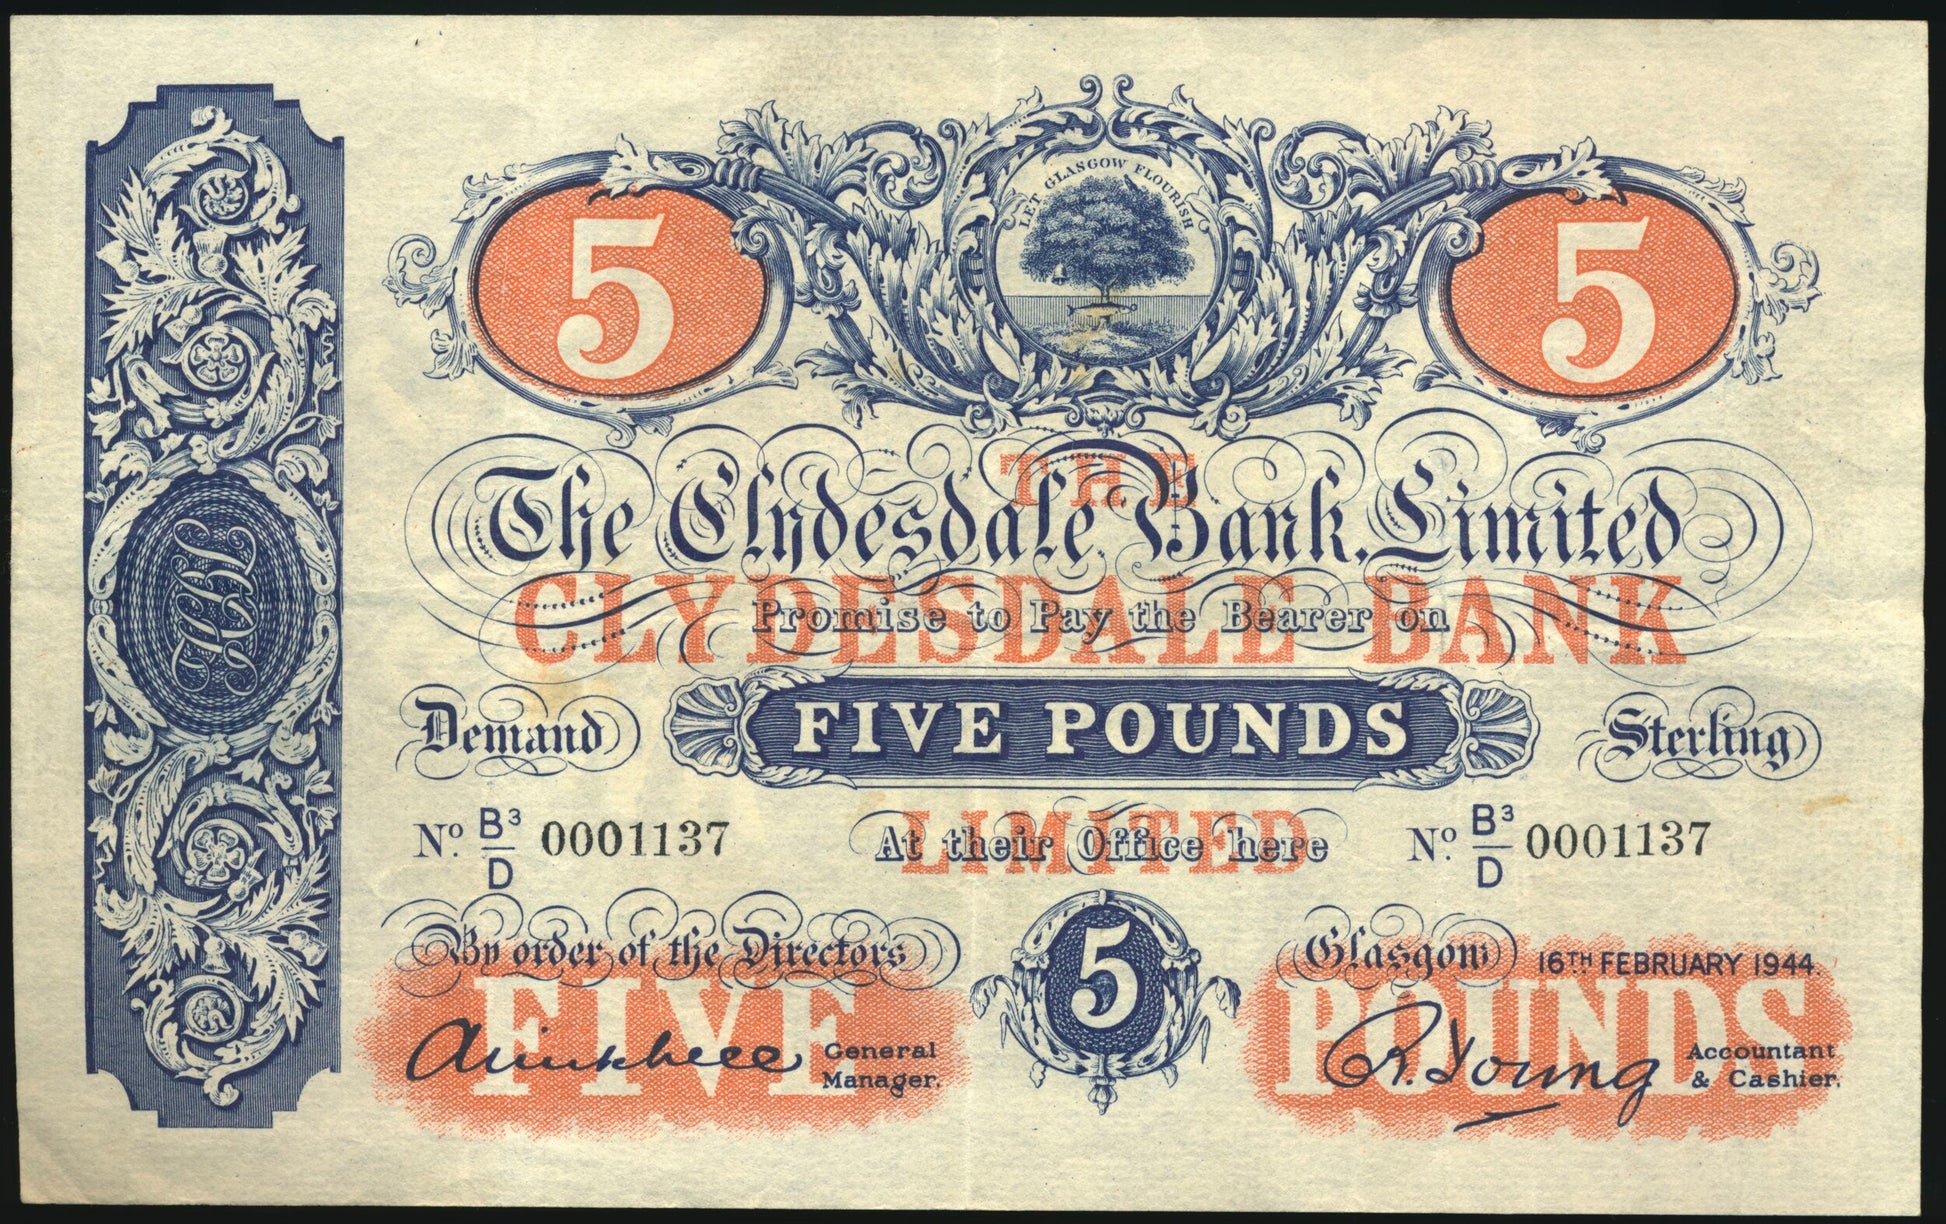 5
LET GLASGOW FLOURISH
5
The Clydesdale Bank, Limited
THE
CLYDESDALE BANK
LIMITED
Promise to Pay the Bearer on
Demand
FIVE POUNDS
Sterling
No. B3/D 0001137
At their Office here
No. B3/D 0001137
By order of the Directors
5
Glasgow 16TH FEBRUARY 1944.
FIVE
POUNDS
General
Manager.
R. Young
Accountant
& Cashier.